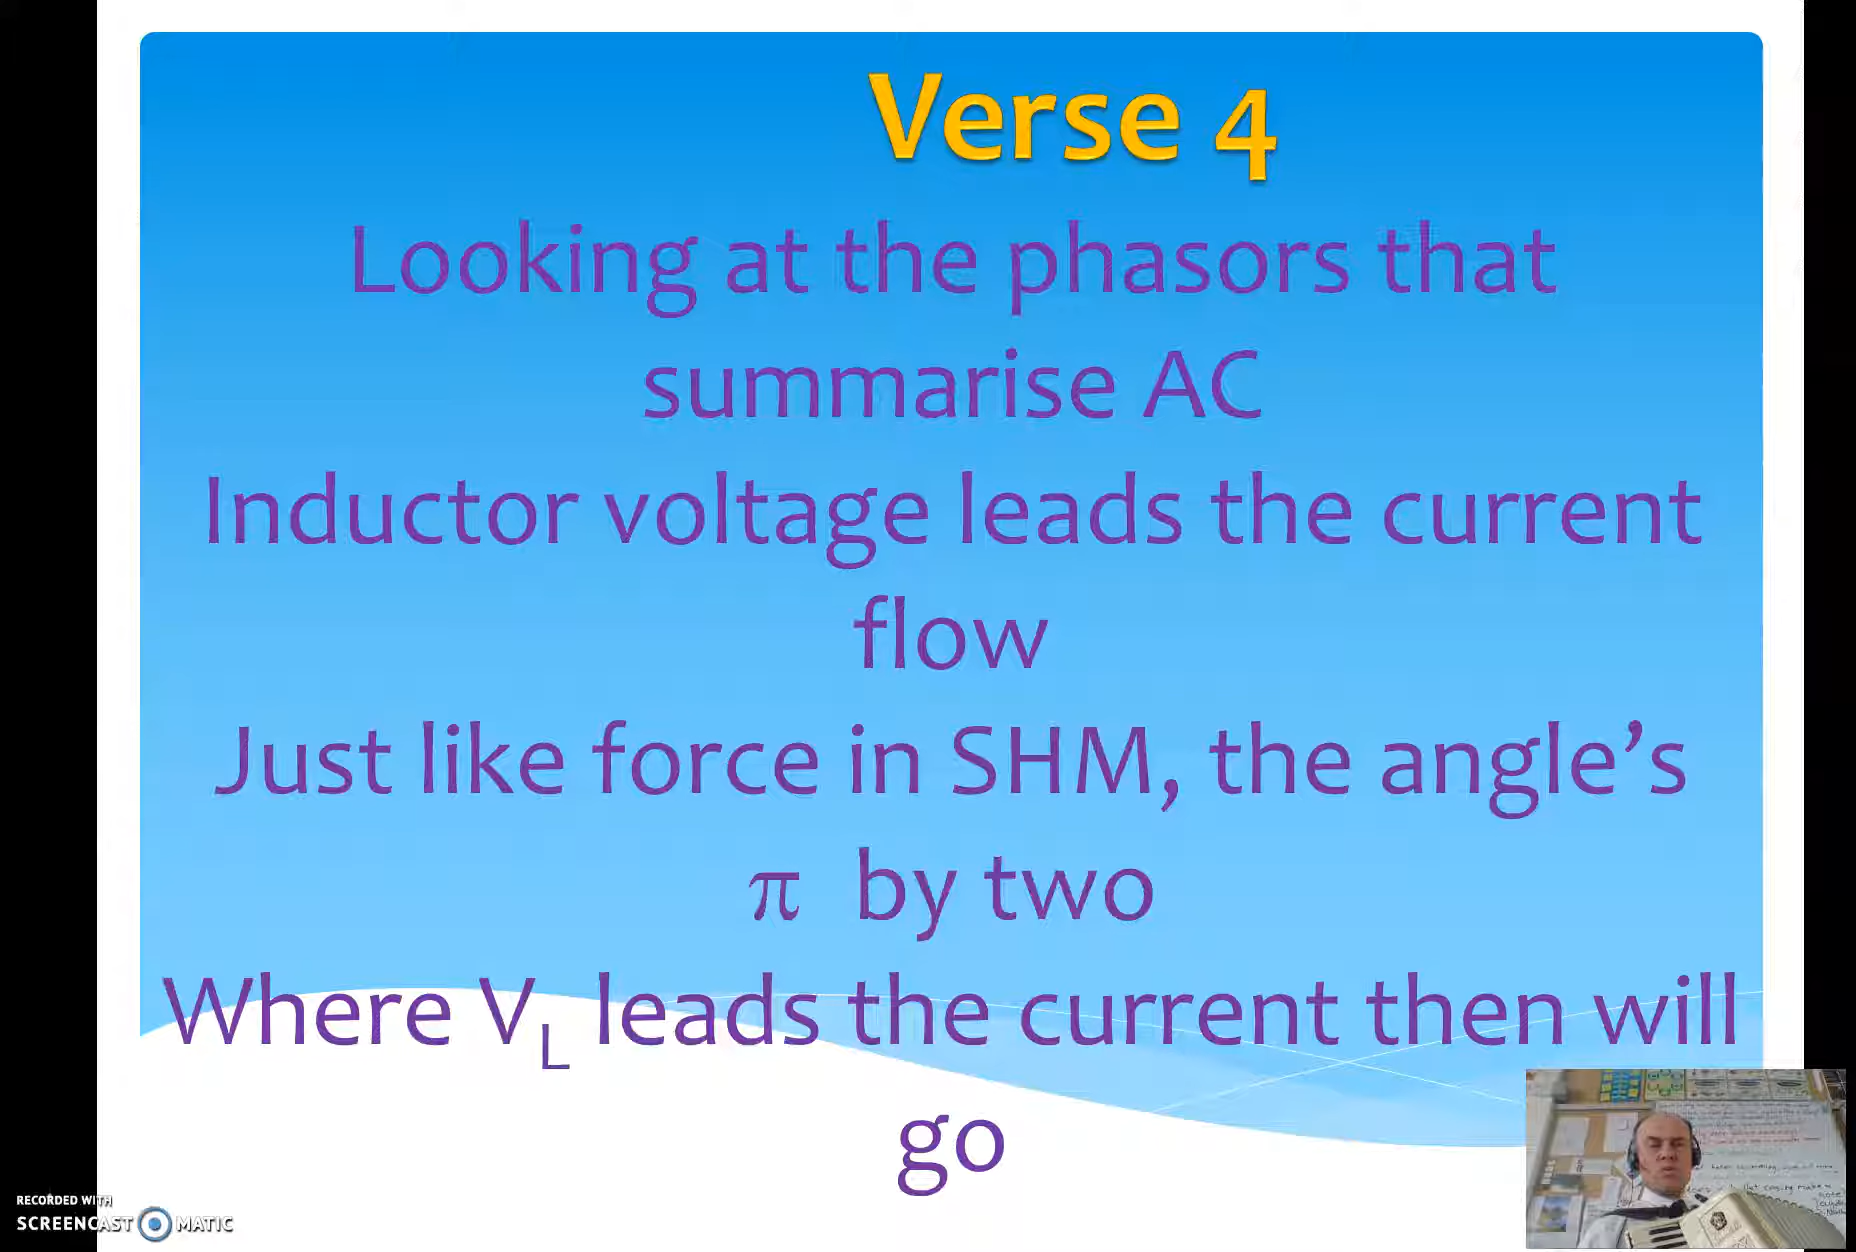 Verse 4
Looking at the phasors that
summarise AC
Inductor voltage leads the current
flow
Just like force in SHM, the angle’s
π by two
Where VL leads the current then will
go
RECORDED WITH
SCREENCAST MATIC